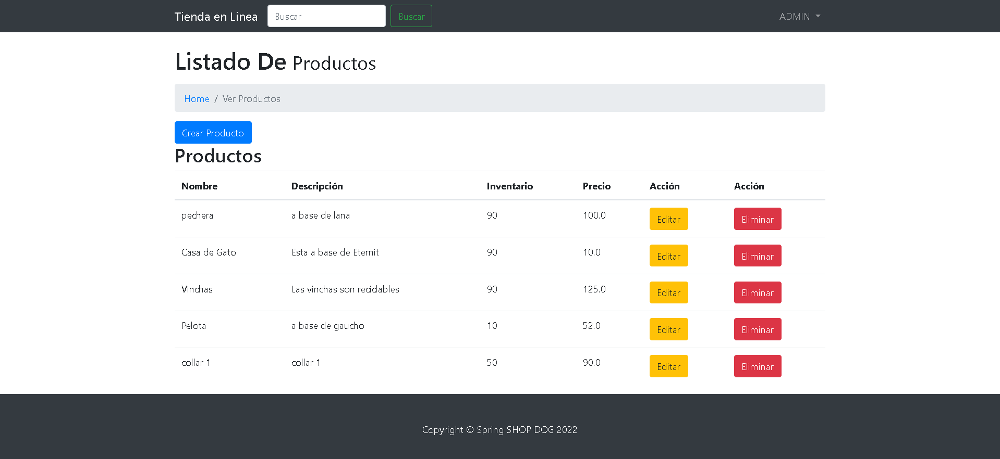 Tienda en Linea Buscar Buscar ADMIN
Listado De Productos
Home / Ver Productos
Crear Producto
Productos
Nombre Descripción Inventario Precio Acción Acción
pechera a base de lana 90 100.0 Editar Eliminar
Casa de Gato Esta a base de Eternit 90 10.0 Editar Eliminar
Vinchas Las vinchas son reciclables 90 125.0 Editar Eliminar
Pelota a base de gaucho 10 52.0 Editar Eliminar
collar 1 collar 1 50 90.0 Editar Eliminar
Copyright © Spring SHOP DOG 2022